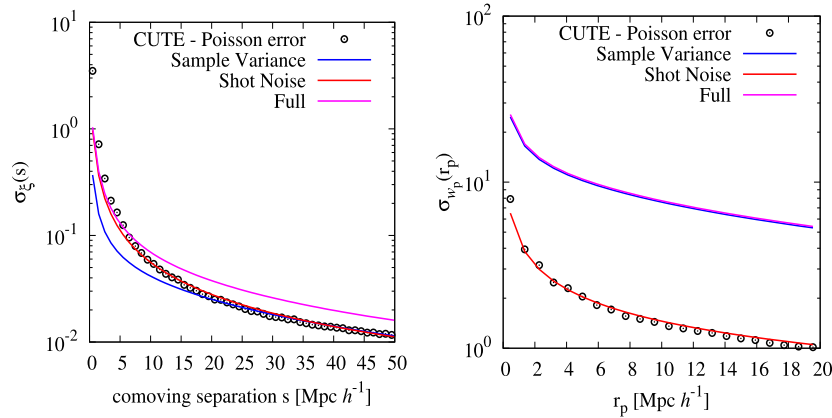 10^1
10^0
10^-1
10^-2
σ_ξ(s)
CUTE - Poisson error
Sample Variance
Shot Noise
Full
0 5 10 15 20 25 30 35 40 45 50
comoving separation s [Mpc h^-1]
10^2
10^1
10^0
σ_{w_p}(r_p)
CUTE - Poisson error
Sample Variance
Shot Noise
Full
0 2 4 6 8 10 12 14 16 18 20
r_p [Mpc h^-1]